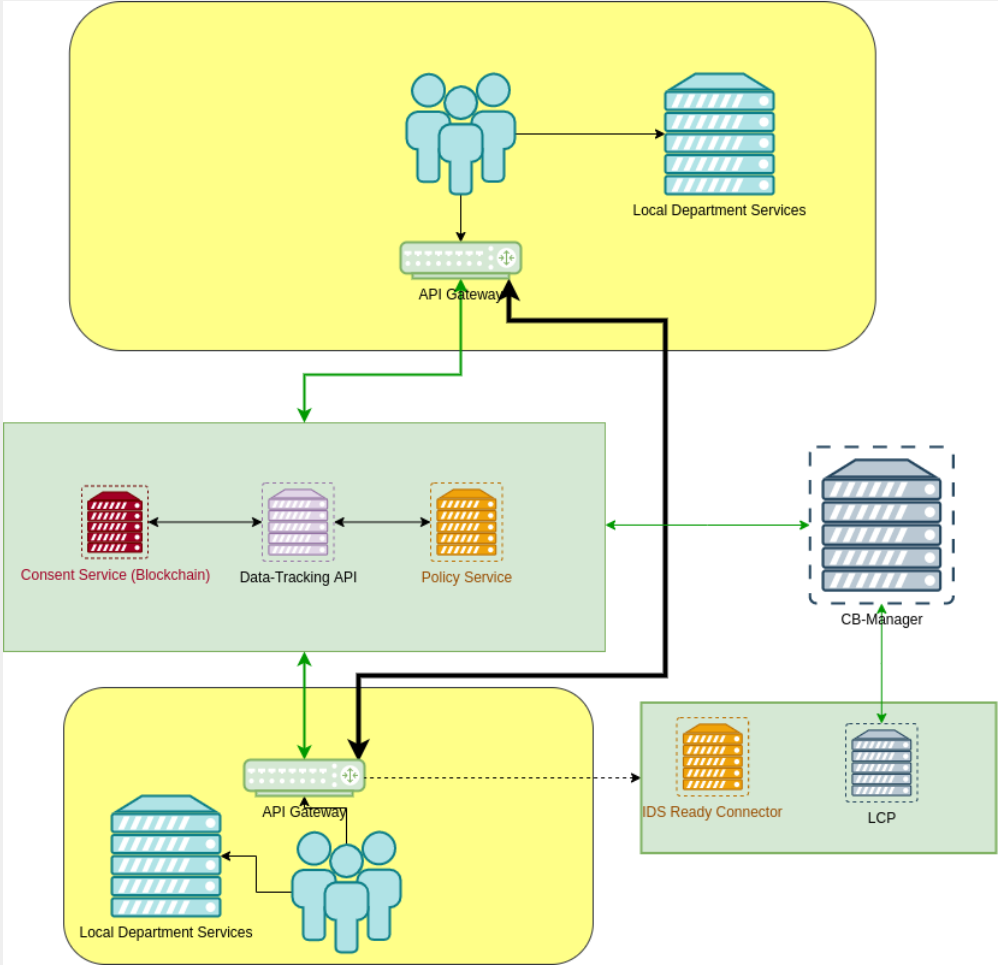 Local Department Services
API Gateway
Consent Service (Blockchain)
Data-Tracking API
Policy Service
CB-Manager
IDS Ready Connector
LCP
API Gateway
Local Department Services